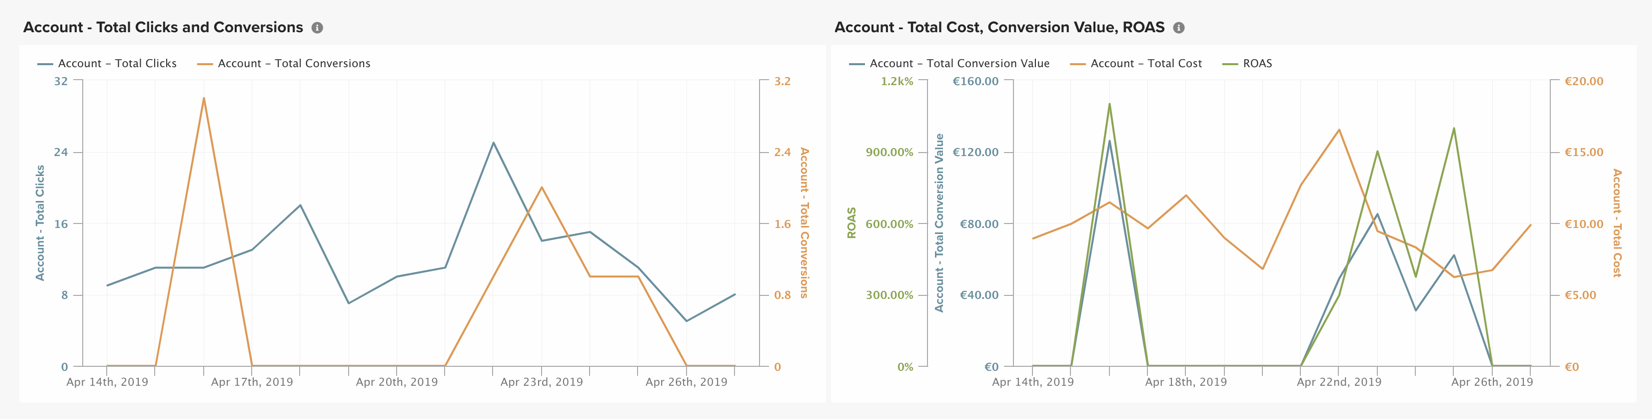 Account - Total Clicks and Conversions
Account – Total Clicks
Account – Total Conversions
32
24
16
8
0
Account - Total Clicks
3.2
2.4
1.6
0.8
0
Account - Total Conversions
Apr 14th, 2019
Apr 17th, 2019
Apr 20th, 2019
Apr 23rd, 2019
Apr 26th, 2019
Account - Total Cost, Conversion Value, ROAS
Account – Total Conversion Value
Account – Total Cost
ROAS
1.2k%
900.00%
600.00%
300.00%
0%
ROAS
€160.00
€120.00
€80.00
€40.00
€0
Account - Total Conversion Value
€20.00
€15.00
€10.00
€5.00
€0
Account - Total Cost
Apr 14th, 2019
Apr 18th, 2019
Apr 22nd, 2019
Apr 26th, 2019